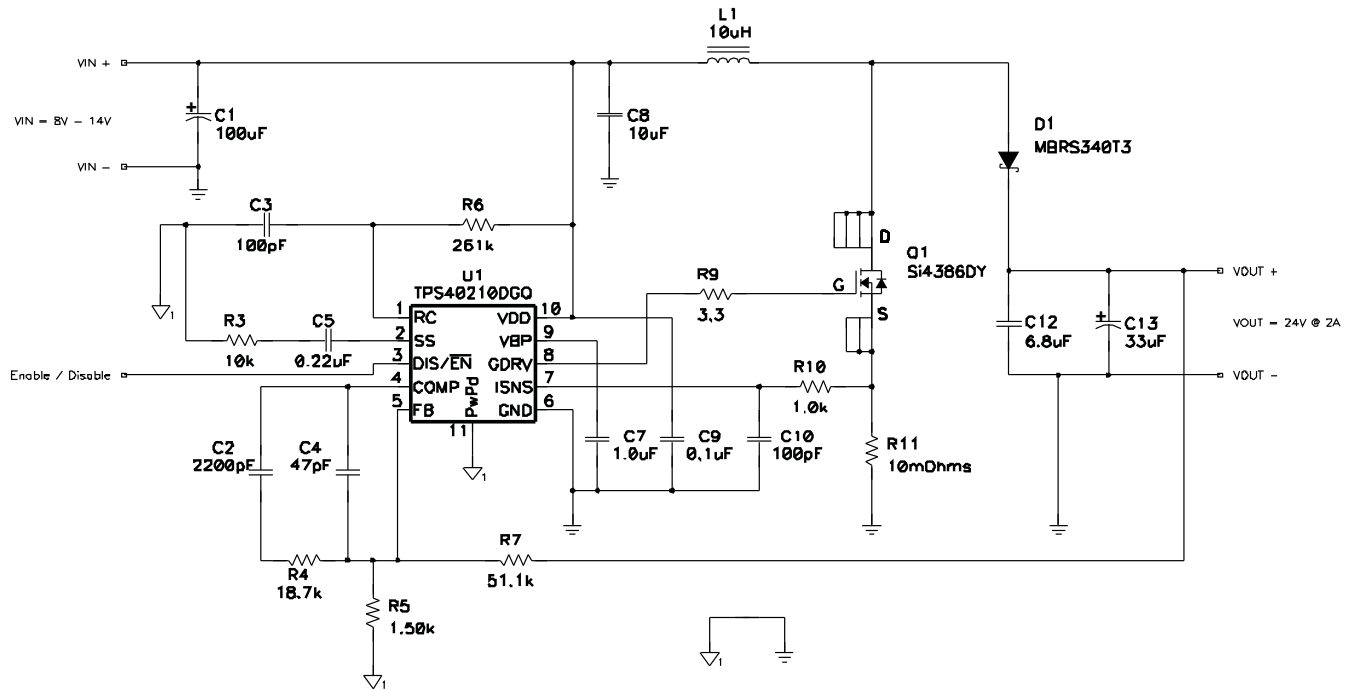 L1
10uH
VIN +
C1
100uF
VIN = 8V – 14V
VIN –
C8
10uF
D1
MBRS340T3
C3
100pF
R6
261k
D
Q1
Si4386DY
G
S
R9
3.3
U1
TPS40210DGQ
1
RC
VDD
10
2
SS
VBP
9
3
DIS/EN
GDRV
8
4
COMP
ISNS
7
5
FB
GND
6
PwPd
11
R3
10k
C5
0.22uF
1
Enable / Disable
VOUT +
VOUT = 24V @ 2A
VOUT –
C12
6.8uF
C13
33uF
R10
1.0k
R11
10mOhms
C2
2200pF
C4
47pF
1
C7
1.0uF
C9
0.1uF
C10
100pF
R4
18.7k
R7
51.1k
R5
1.50k
1
1